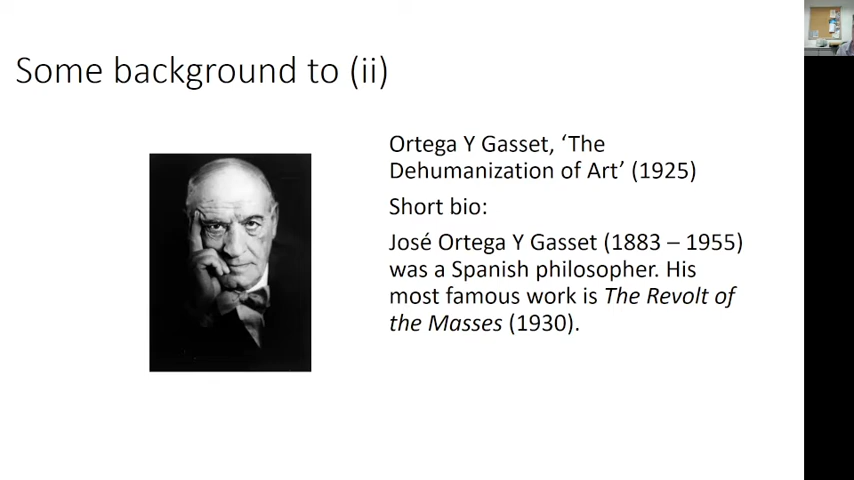 Some background to (ii)
Ortega Y Gasset, ‘The
Dehumanization of Art’ (1925)
Short bio:
José Ortega Y Gasset (1883 – 1955)
was a Spanish philosopher. His
most famous work is The Revolt of
the Masses (1930).